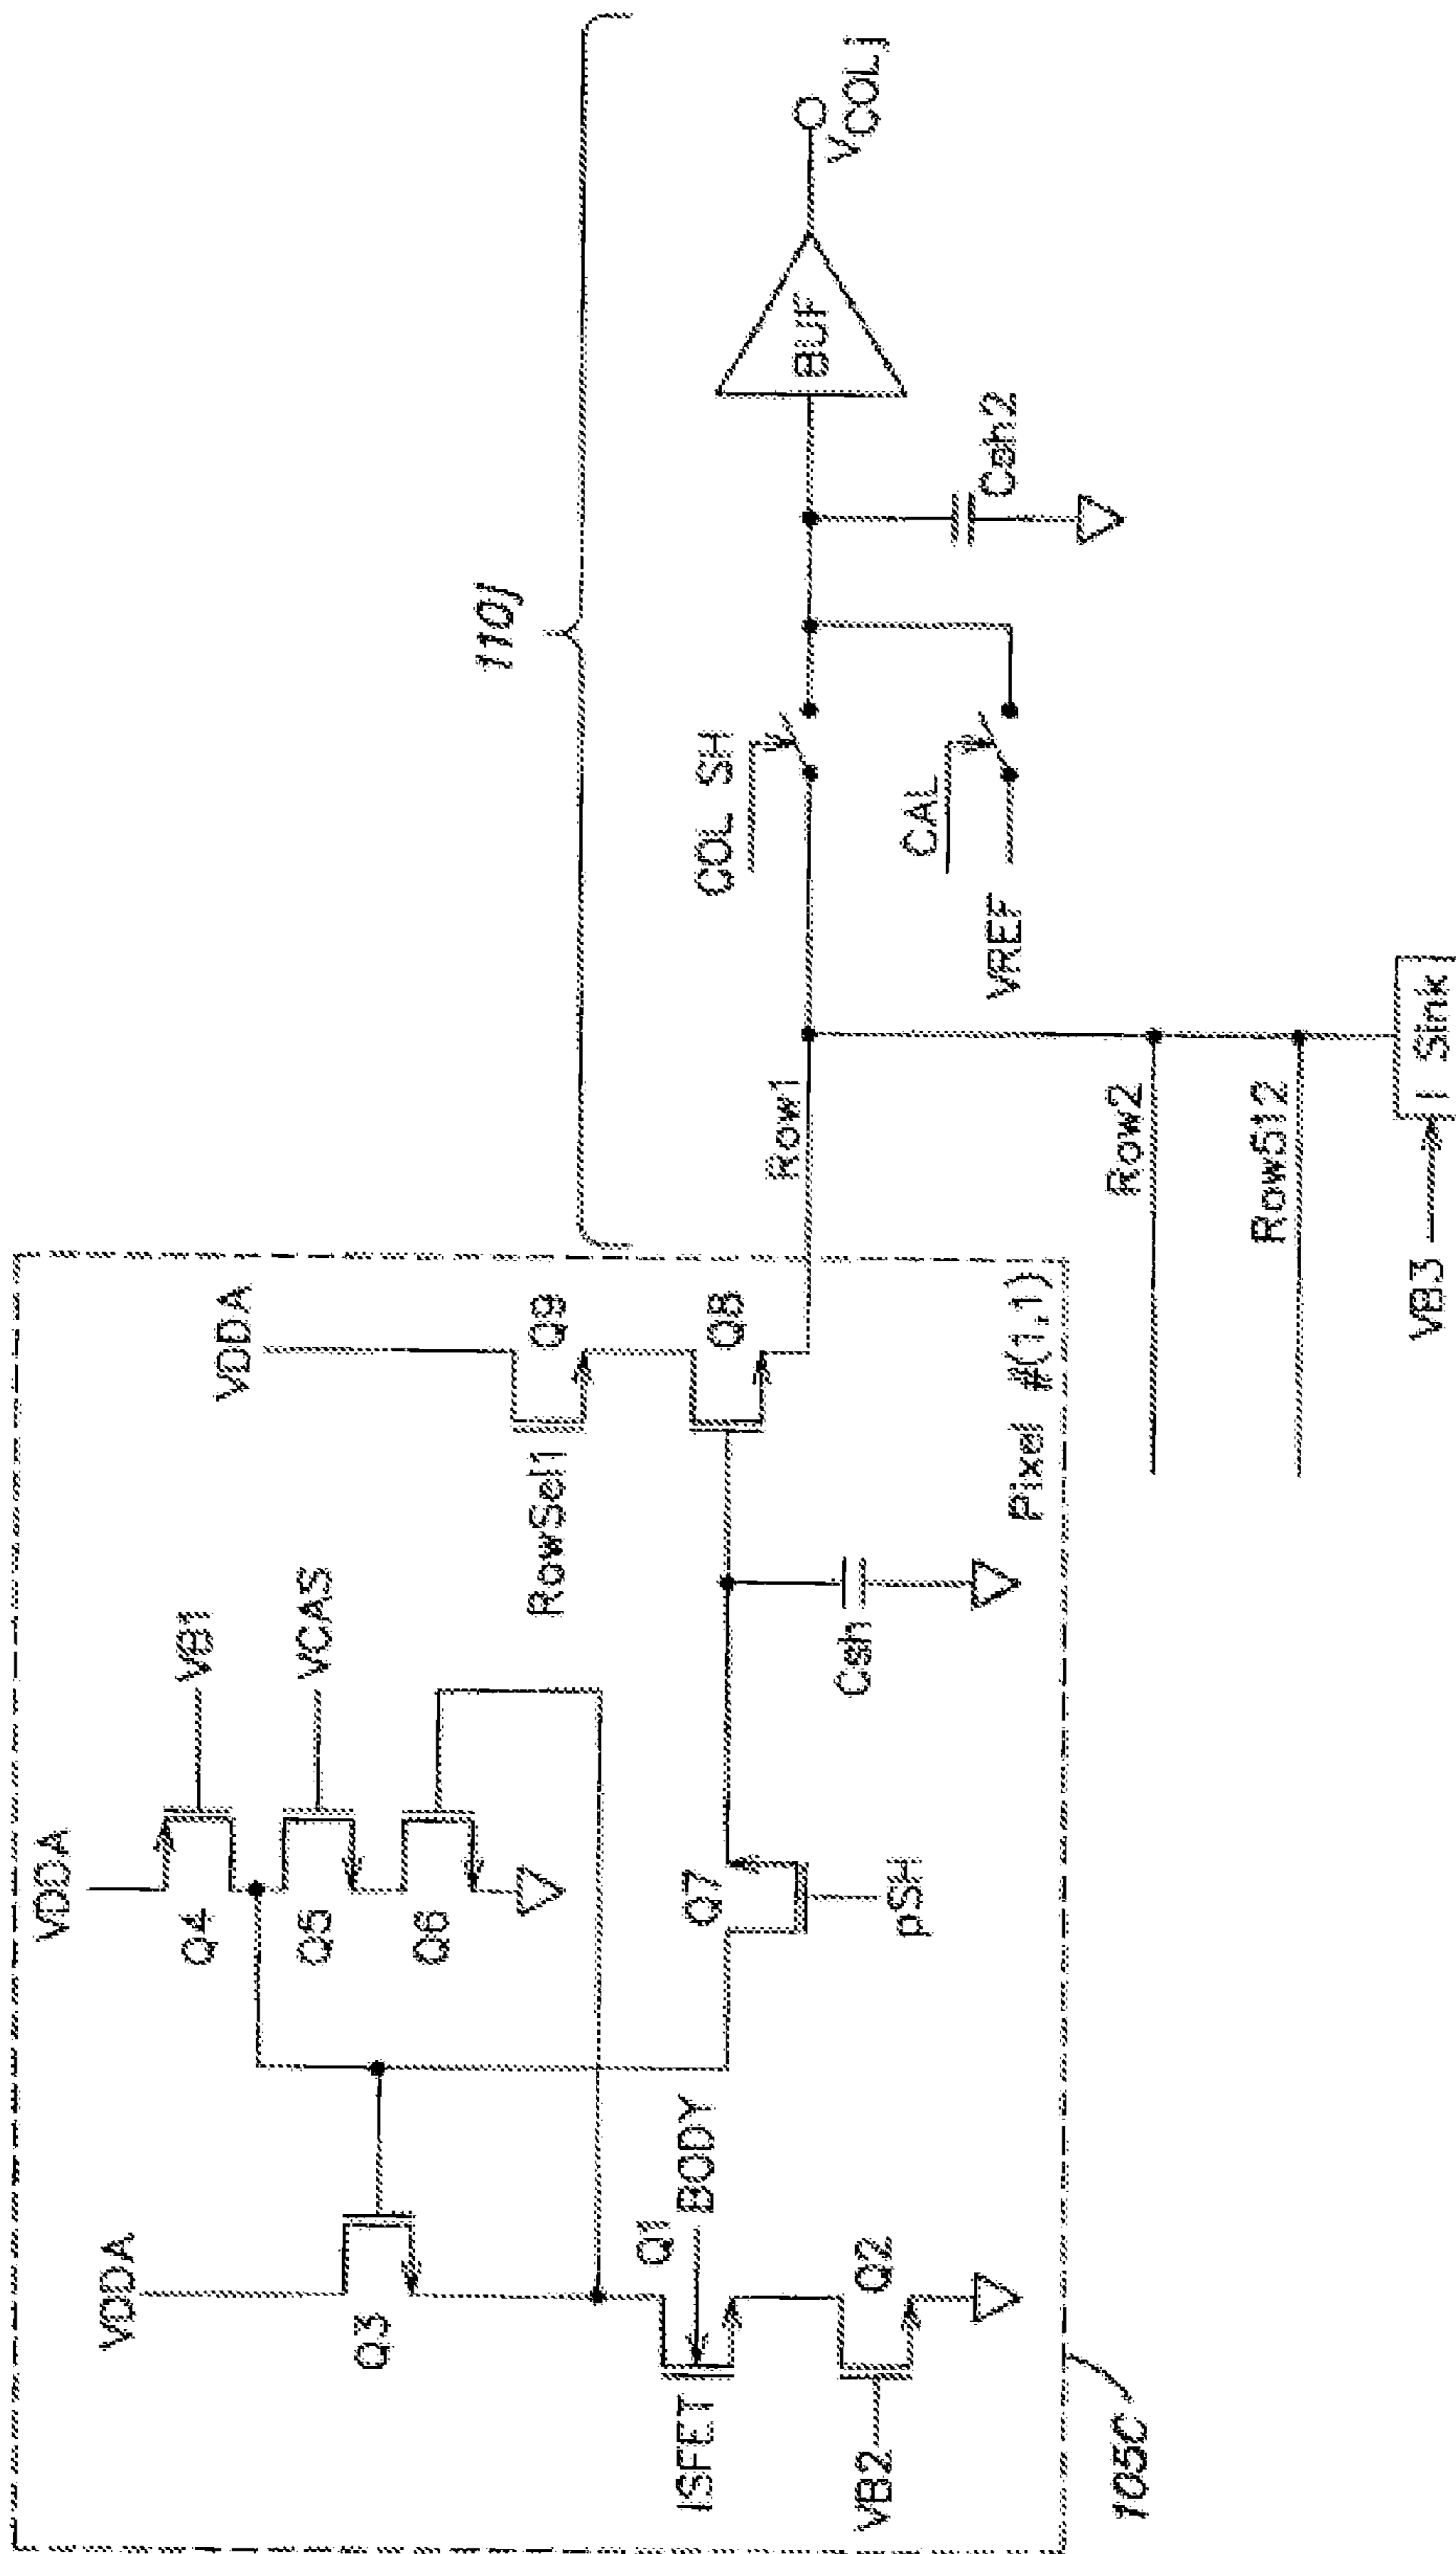 110j
VDDA
VDDA
VB1
VCAS
VDDA
Q4
Q5
Q6
Q3
RowSel1
Q9
Q8
Q1
BODY
ISFET
Q7
pSH
Csh
Q2
VB2
Pixel #(1,1)
105C
Row1
COL SH
CAL
VREF
Csh2
BUF
VCOLj
Row2
Row512
VB3
I Sink